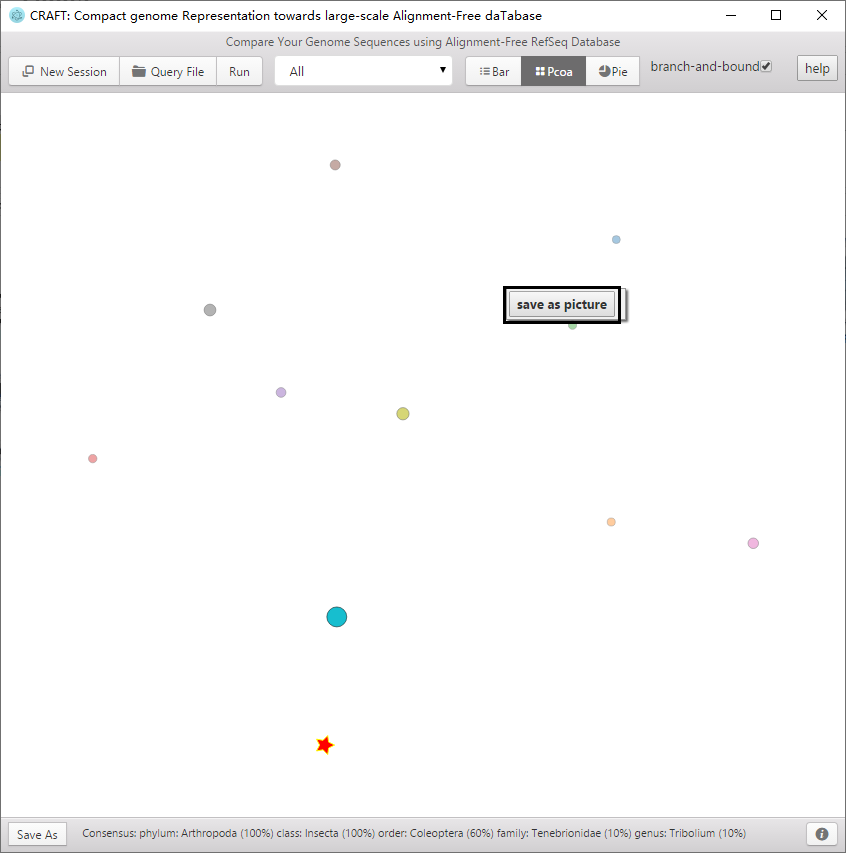 CRAFT: Compact genome Representation towards large-scale Alignment-Free daTabase
Compare Your Genome Sequences using Alignment-Free RefSeq Database
New Session Query File Run All Bar Pcoa Pie branch-and-bound help
save as picture
Save As Consensus: phylum: Arthropoda (100%) class: Insecta (100%) order: Coleoptera (60%) family: Tenebrionidae (10%) genus: Tribolium (10%)